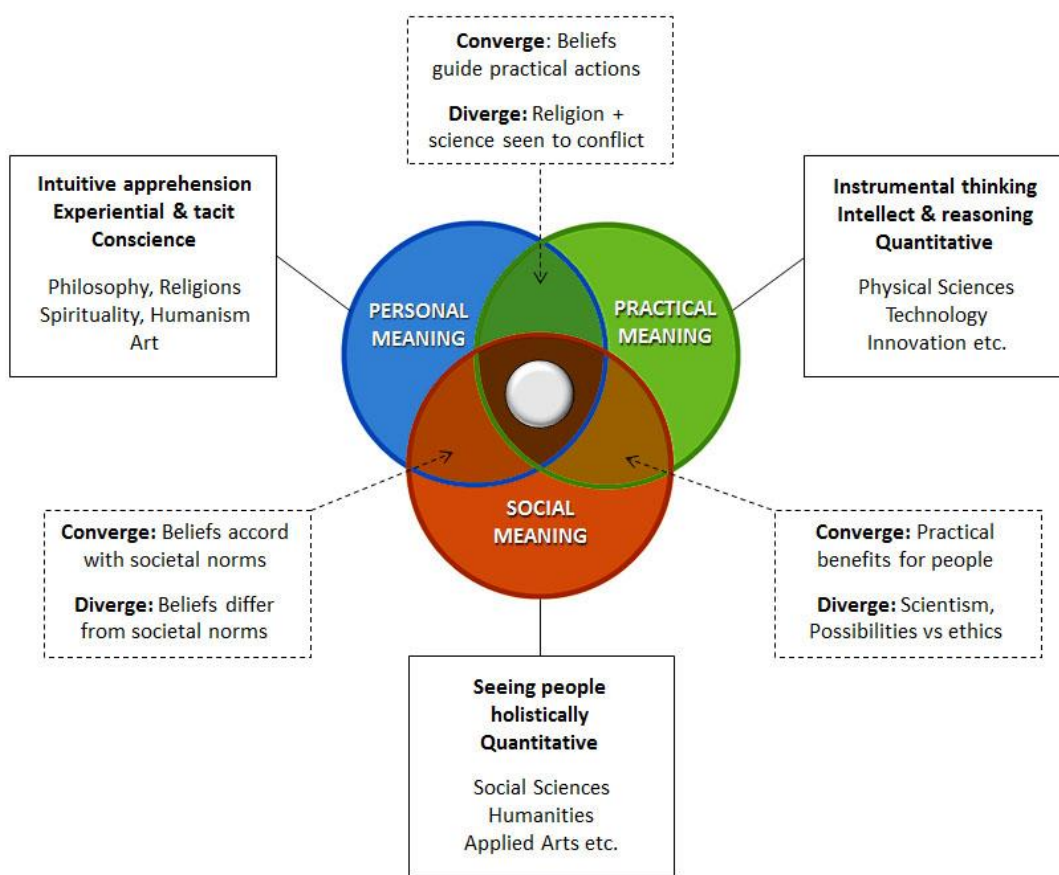 Converge: Beliefs
guide practical actions
Diverge: Religion +
science seen to conflict
Intuitive apprehension
Experiential & tacit
Conscience
Philosophy, Religions
Spirituality, Humanism
Art
Instrumental thinking
Intellect & reasoning
Quantitative
Physical Sciences
Technology
Innovation etc.
PERSONAL
MEANING
PRACTICAL
MEANING
SOCIAL
MEANING
Converge: Beliefs accord
with societal norms
Diverge: Beliefs differ
from societal norms
Converge: Practical
benefits for people
Diverge: Scientism,
Possibilities vs ethics
Seeing people
holistically
Quantitative
Social Sciences
Humanities
Applied Arts etc.